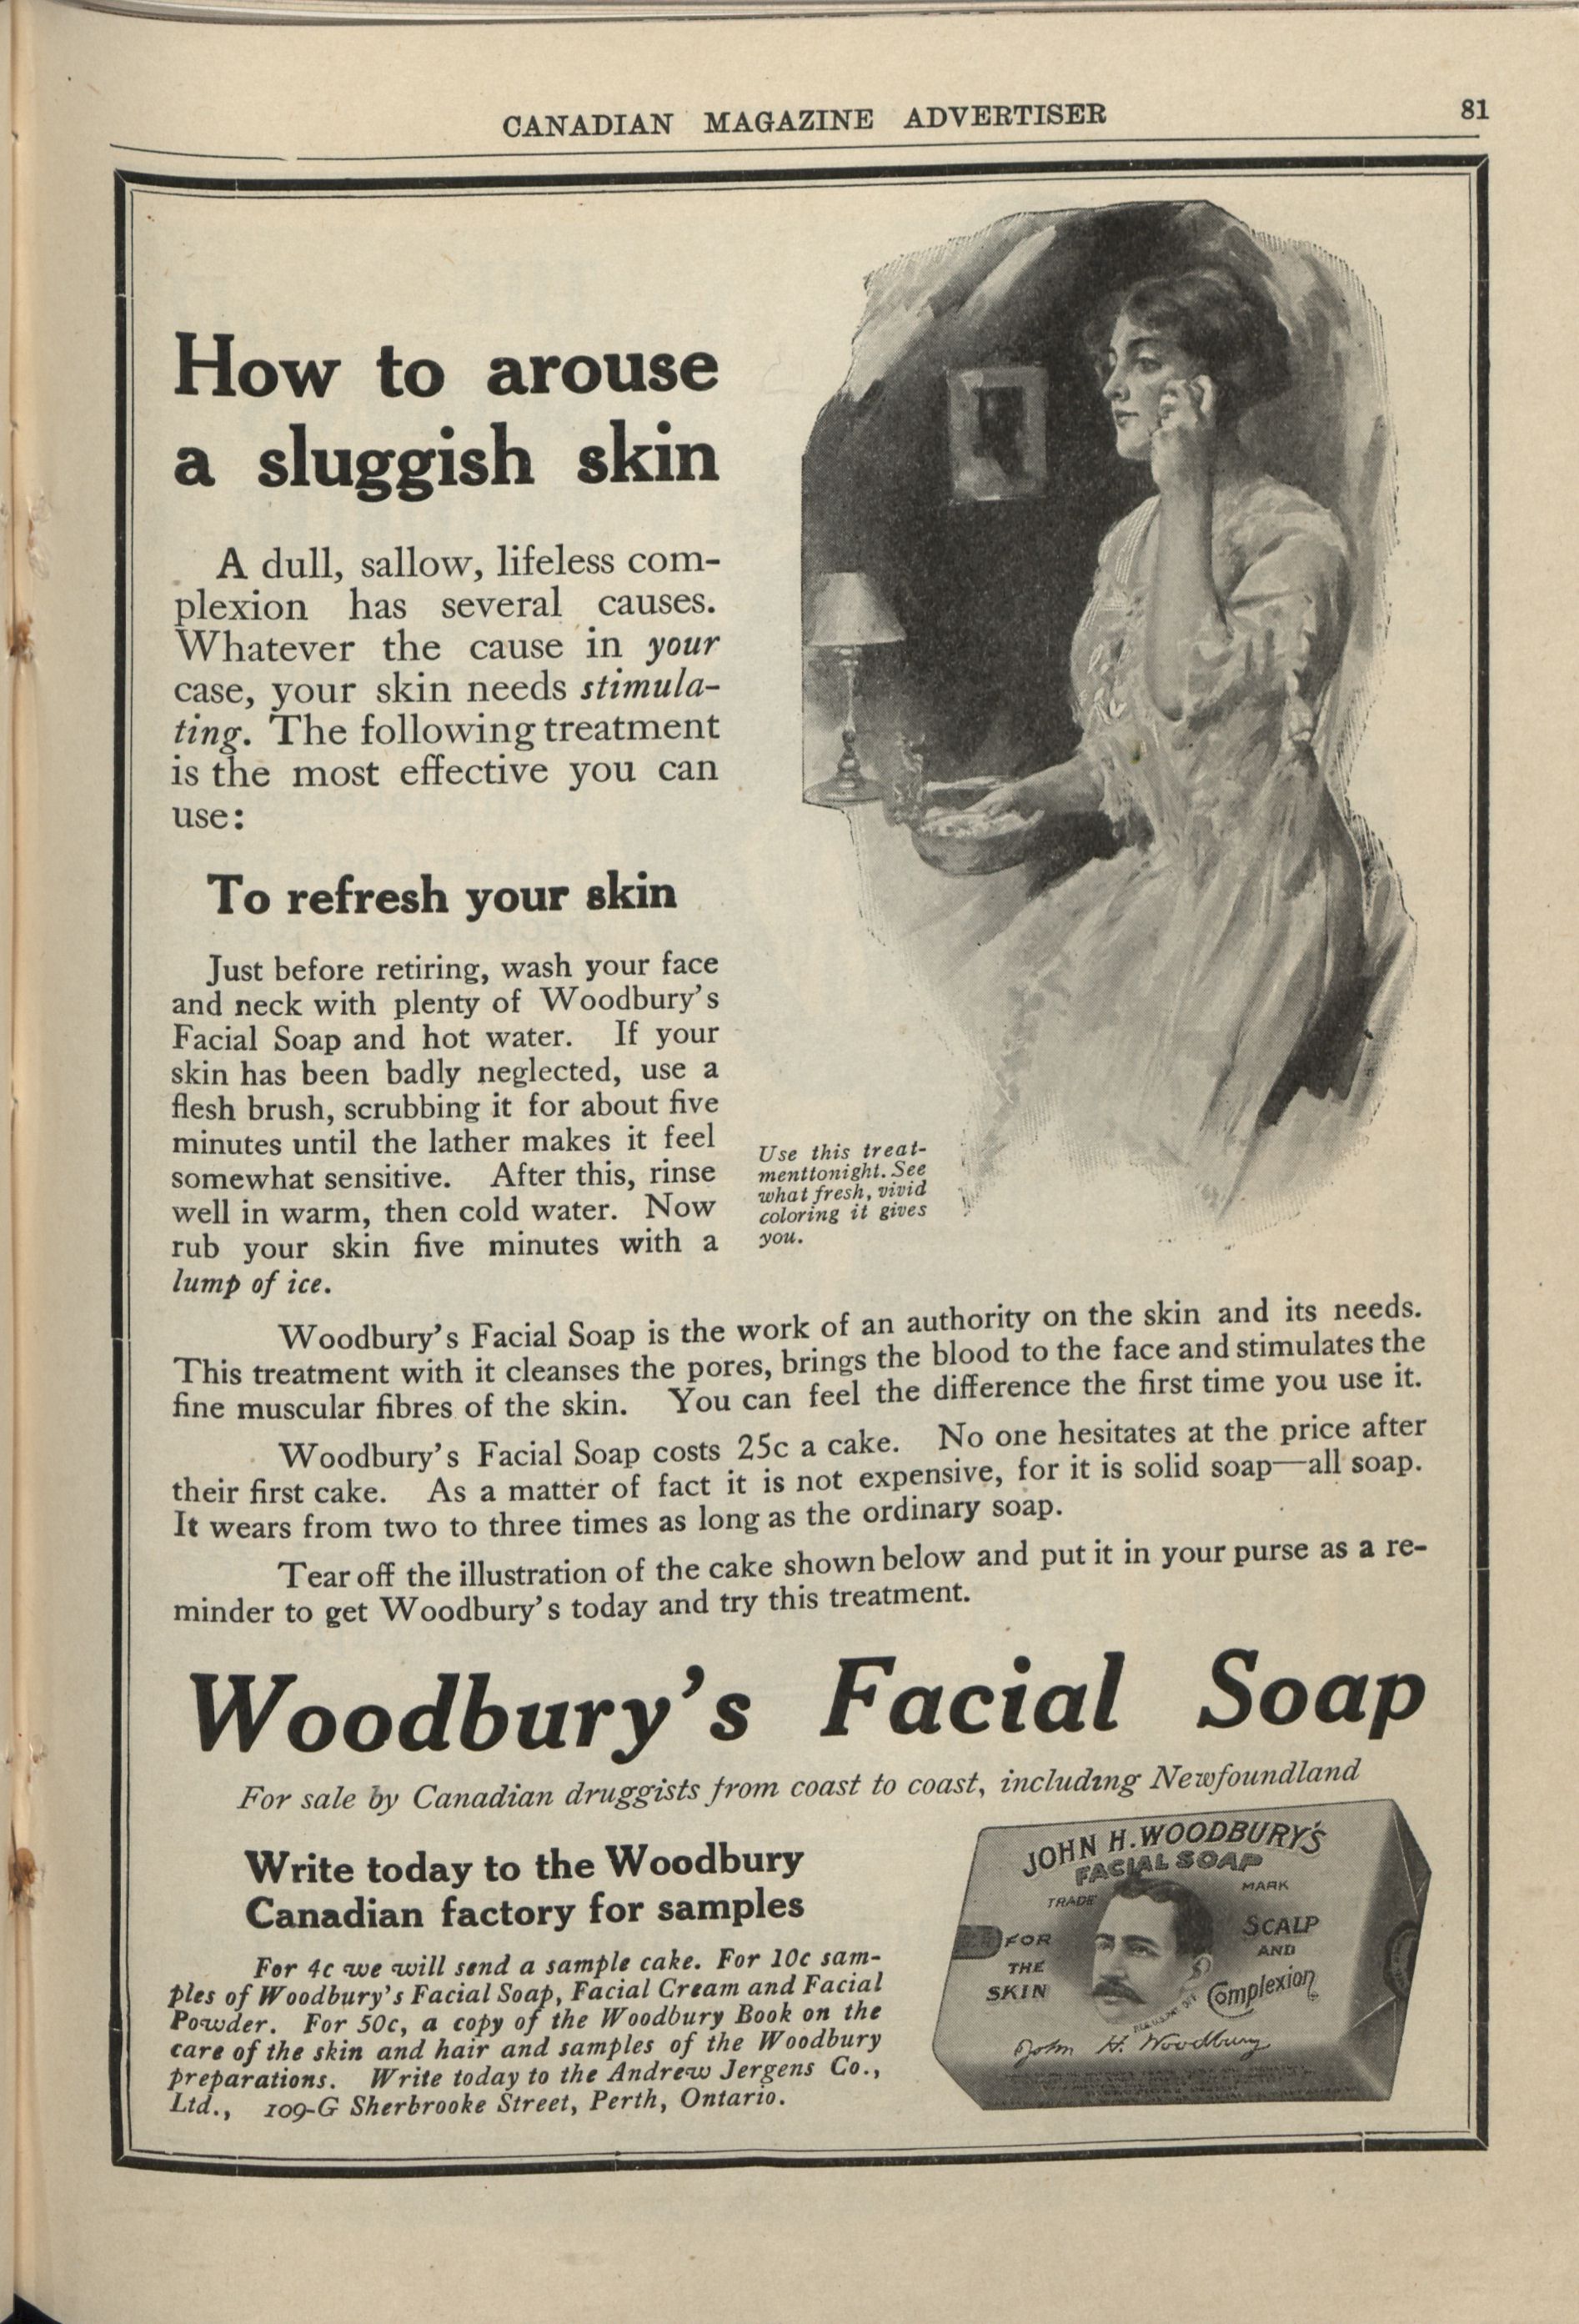 CANADIAN MAGAZINE ADVERTISER
81
How to arouse
a sluggish skin
A dull, sallow, lifeless com-
plexion has several causes.
Whatever the cause in your
case, your skin needs stimula-
ting. The following treatment
is the most effective you can
use:
To refresh your skin
Just before retiring, wash your face
and neck with plenty of Woodbury's
Facial Soap and hot water. If your
skin has been badly neglected, use a
flesh brush, scrubbing it for about five
minutes until the lather makes it feel
somewhat sensitive. After this, rinse
well in warm, then cold water. Now
rub your skin five minutes with a
lump of ice.
Use this treat-
menttonight. See
what fresh, vivid
coloring it gives
you.
Woodbury's Facial Soap is the work of an authority on the skin and its needs.
This treatment with it cleanses the pores, brings the blood to the face and stimulates the
fine muscular fibres of the skin. You can feel the difference the first time you use it.
Woodbury's Facial Soap costs 25c a cake. No one hesitates at the price after
their first cake. As a matter of fact it is not expensive, for it is solid soap—all soap.
It wears from two to three times as long as the ordinary soap.
Tear off the illustration of the cake shown below and put it in your purse as a re-
minder to get Woodbury's today and try this treatment.
Woodbury's Facial Soap
For sale by Canadian druggists from coast to coast, including Newfoundland
Write today to the Woodbury
Canadian factory for samples
For 4c we will send a sample cake. For 10c sam-
ples of Woodbury's Facial Soap, Facial Cream and Facial
Powder. For 50c, a copy of the Woodbury Book on the
care of the skin and hair and samples of the Woodbury
preparations. Write today to the Andrew Jergens Co.,
Ltd., 109-G Sherbrooke Street, Perth, Ontario.
JOHN H. WOODBURY'S
FACIAL SOAP
TRADE MARK
FOR
THE
SKIN
SCALP
AND
Complexion
John H. Woodbury